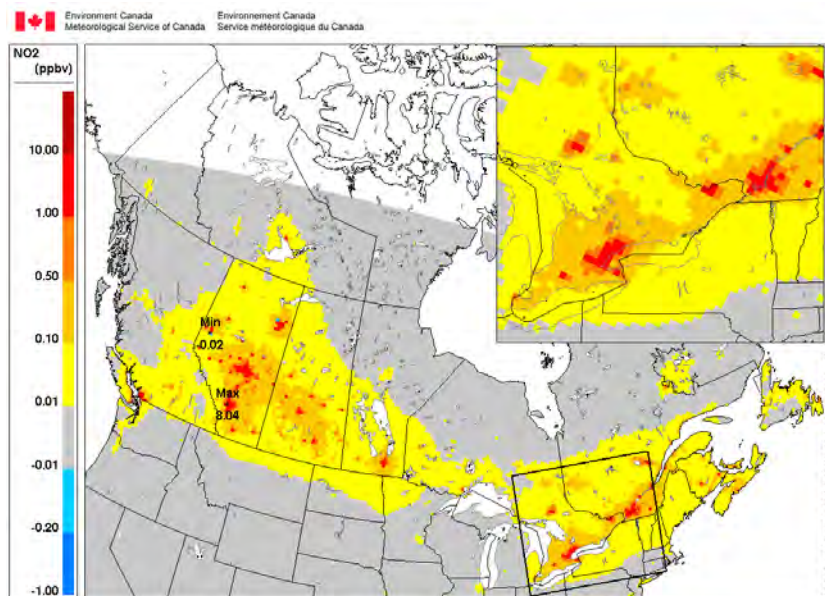 Environment Canada Environnement Canada
Meteorological Service of Canada Service météorologique du Canada
NO2
(ppbv)
10.00
1.00
0.50
0.10
0.01
-0.01
-0.20
-1.00
Min
-0.02
Max
8.04